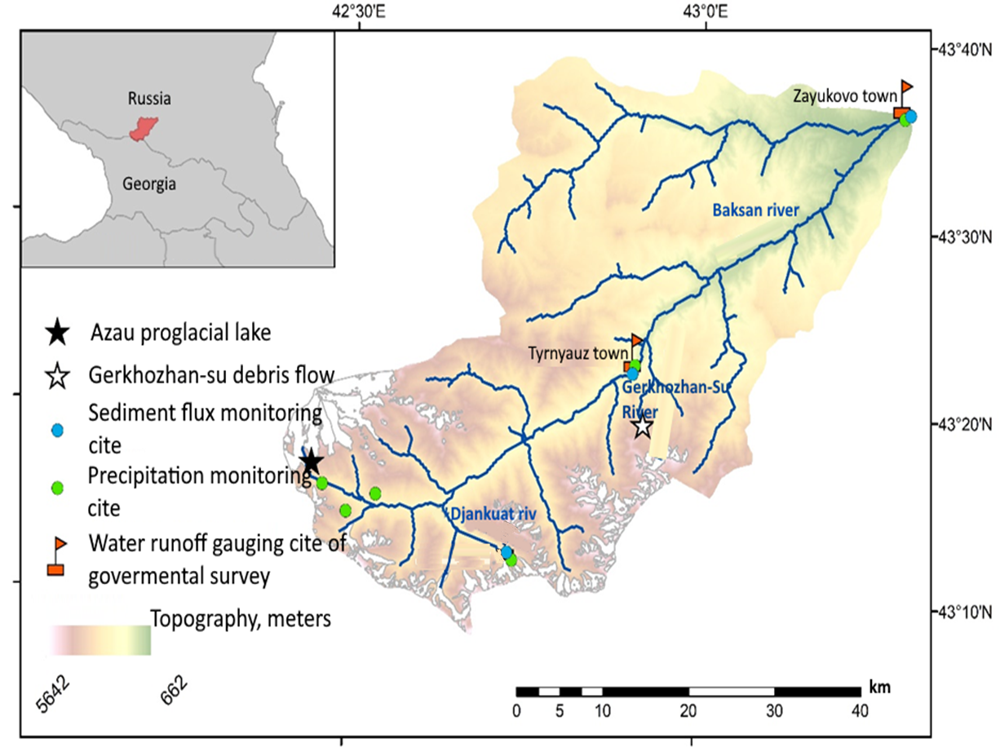 42°30'E
43°0'E
43°40'N
Russia
Georgia
Zayukovo town
Baksan river
43°30'N
Azau proglacial lake
Gerkhozhan-su debris flow
Sediment flux monitoring
cite
Precipitation monitoring
cite
Water runoff gauging cite of
govermental survey
Topography, meters
5642
662
Tyrnyauz town
Gerkhozhan-Su
River
43°20'N
Djankuat riv
43°10'N
km
0 5 10 20 30 40